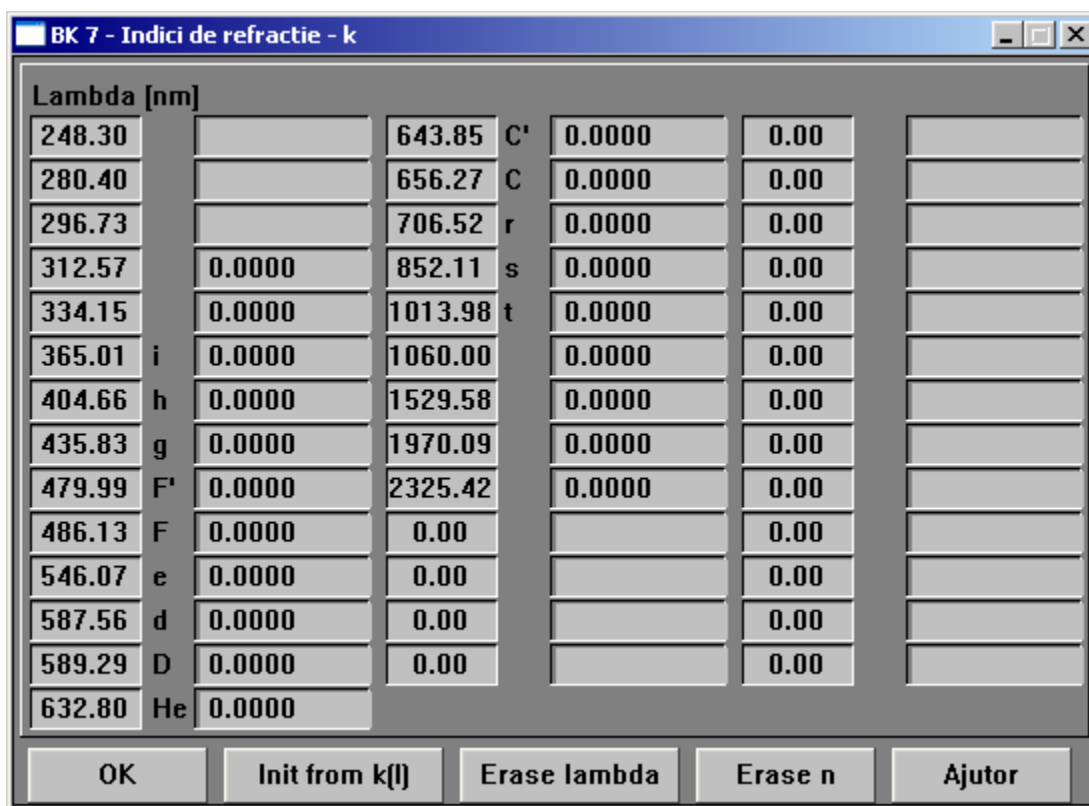 BK 7 - Indici de refractie - k
Lambda [nm]
248.30 643.85 C' 0.0000 0.00
280.40 656.27 C 0.0000 0.00
296.73 706.52 r 0.0000 0.00
312.57 0.0000 852.11 s 0.0000 0.00
334.15 0.0000 1013.98 t 0.0000 0.00
365.01 i 0.0000 1060.00 0.0000 0.00
404.66 h 0.0000 1529.58 0.0000 0.00
435.83 g 0.0000 1970.09 0.0000 0.00
479.99 F' 0.0000 2325.42 0.0000 0.00
486.13 F 0.0000 0.00 0.00
546.07 e 0.0000 0.00 0.00
587.56 d 0.0000 0.00 0.00
589.29 D 0.0000 0.00 0.00
632.80 He 0.0000
OK Init from k(l) Erase lambda Erase n Ajutor